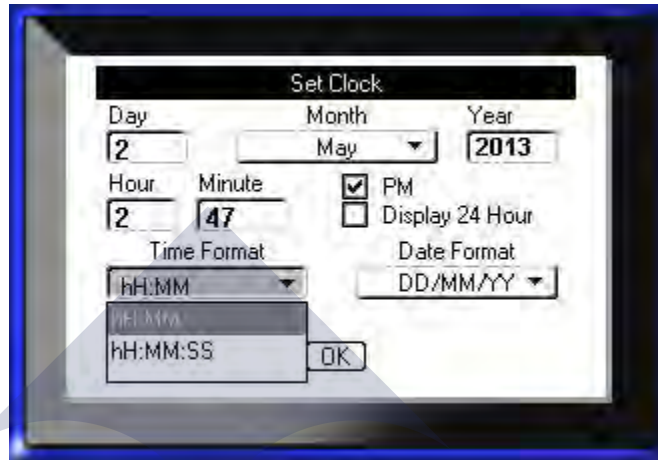 Set Clock
Day Month Year
2 May 2013
Hour Minute PM
2 47 Display 24 Hour
Time Format Date Format
hH:MM DD/MM/YY
hH:MM
hH:MM:SS
OK